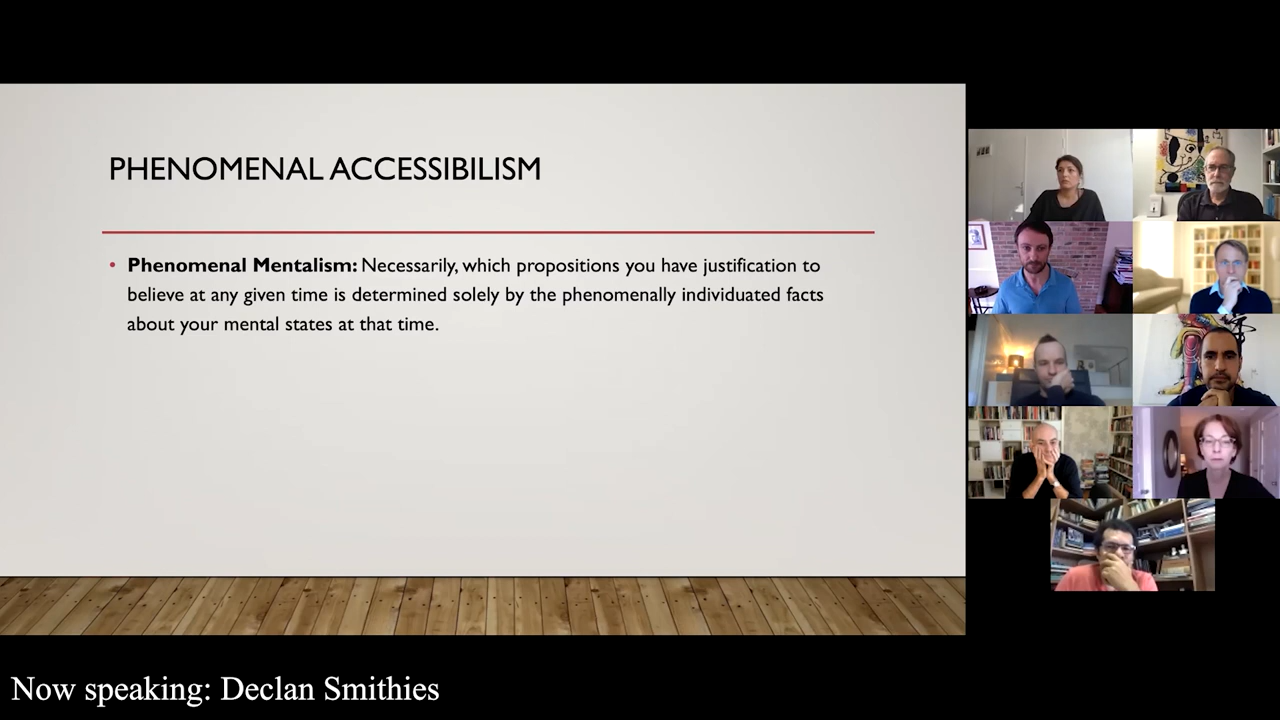 PHENOMENAL ACCESSIBILISM
• Phenomenal Mentalism: Necessarily, which propositions you have justification to
believe at any given time is determined solely by the phenomenally individuated facts
about your mental states at that time.
Now speaking: Declan Smithies